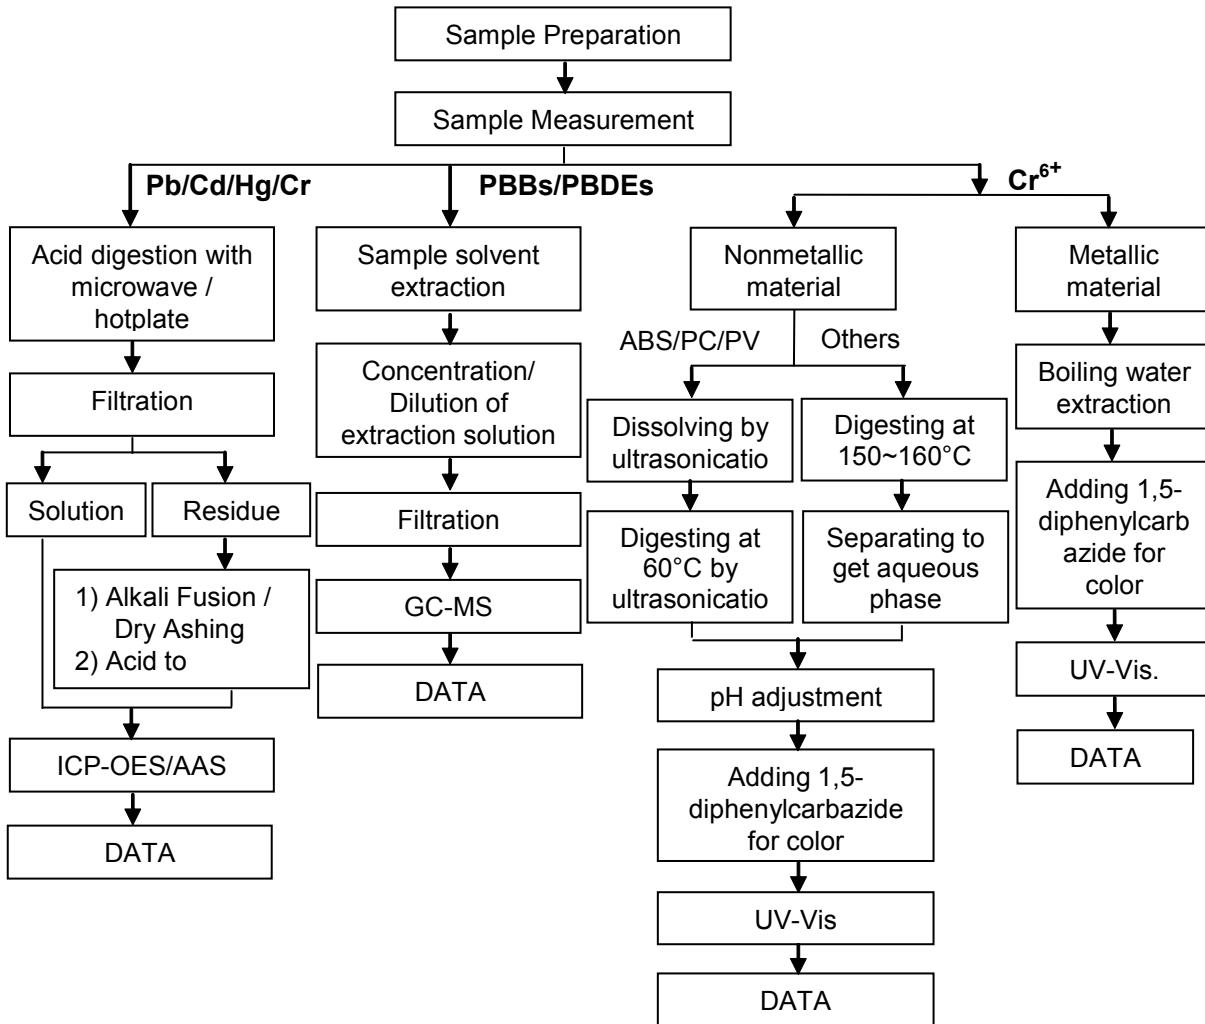 Sample Preparation
Sample Measurement
Pb/Cd/Hg/Cr
PBBs/PBDEs
Cr6+
Acid digestion with
microwave /
hotplate
Filtration
Solution
Residue
1) Alkali Fusion /
Dry Ashing
2) Acid to
ICP-OES/AAS
DATA
Sample solvent
extraction
Concentration/
Dilution of
extraction solution
Filtration
GC-MS
DATA
Nonmetallic
material
ABS/PC/PV
Others
Dissolving by
ultrasonicatio
Digesting at
60°C by
ultrasonicatio
Digesting at
150~160°C
Separating to
get aqueous
phase
pH adjustment
Adding 1,5-
diphenylcarbazide
for color
UV-Vis
DATA
Metallic
material
Boiling water
extraction
Adding 1,5-
diphenylcarb
azide for
color
UV-Vis.
DATA